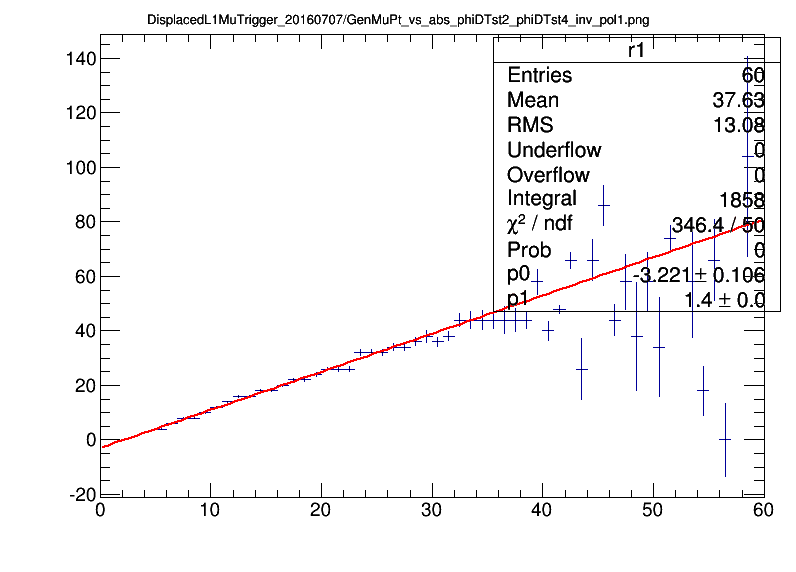 DisplacedL1MuTrigger_20160707/GenMuPt_vs_abs_phiDTst2_phiDTst4_inv_pol1.png
r1
Entries 60
Mean 37.63
RMS 13.08
Underflow 0
Overflow 0
Integral 1858
χ² / ndf 346.4 / 50
Prob 0
p0 -3.221 ± 0.106
p1 1.4 ± 0.0
140
120
100
80
60
40
20
0
-20
0 10 20 30 40 50 60